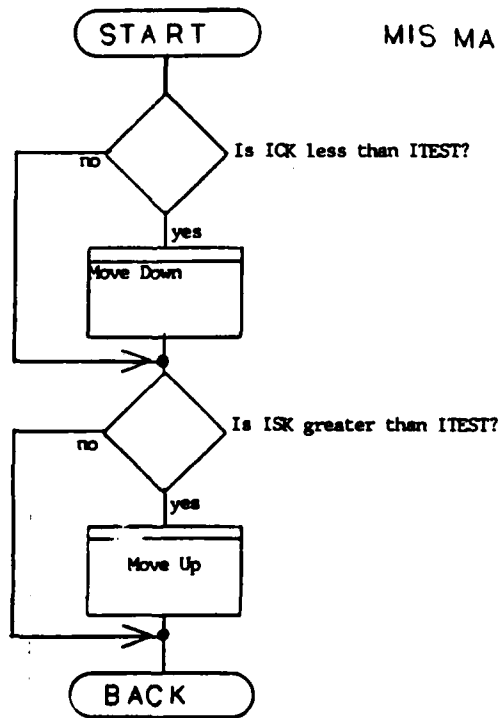 START
MIS MA
Is ICK less than ITEST?
no
yes
Move Down
Is ISK greater than ITEST?
no
yes
Move Up
BACK